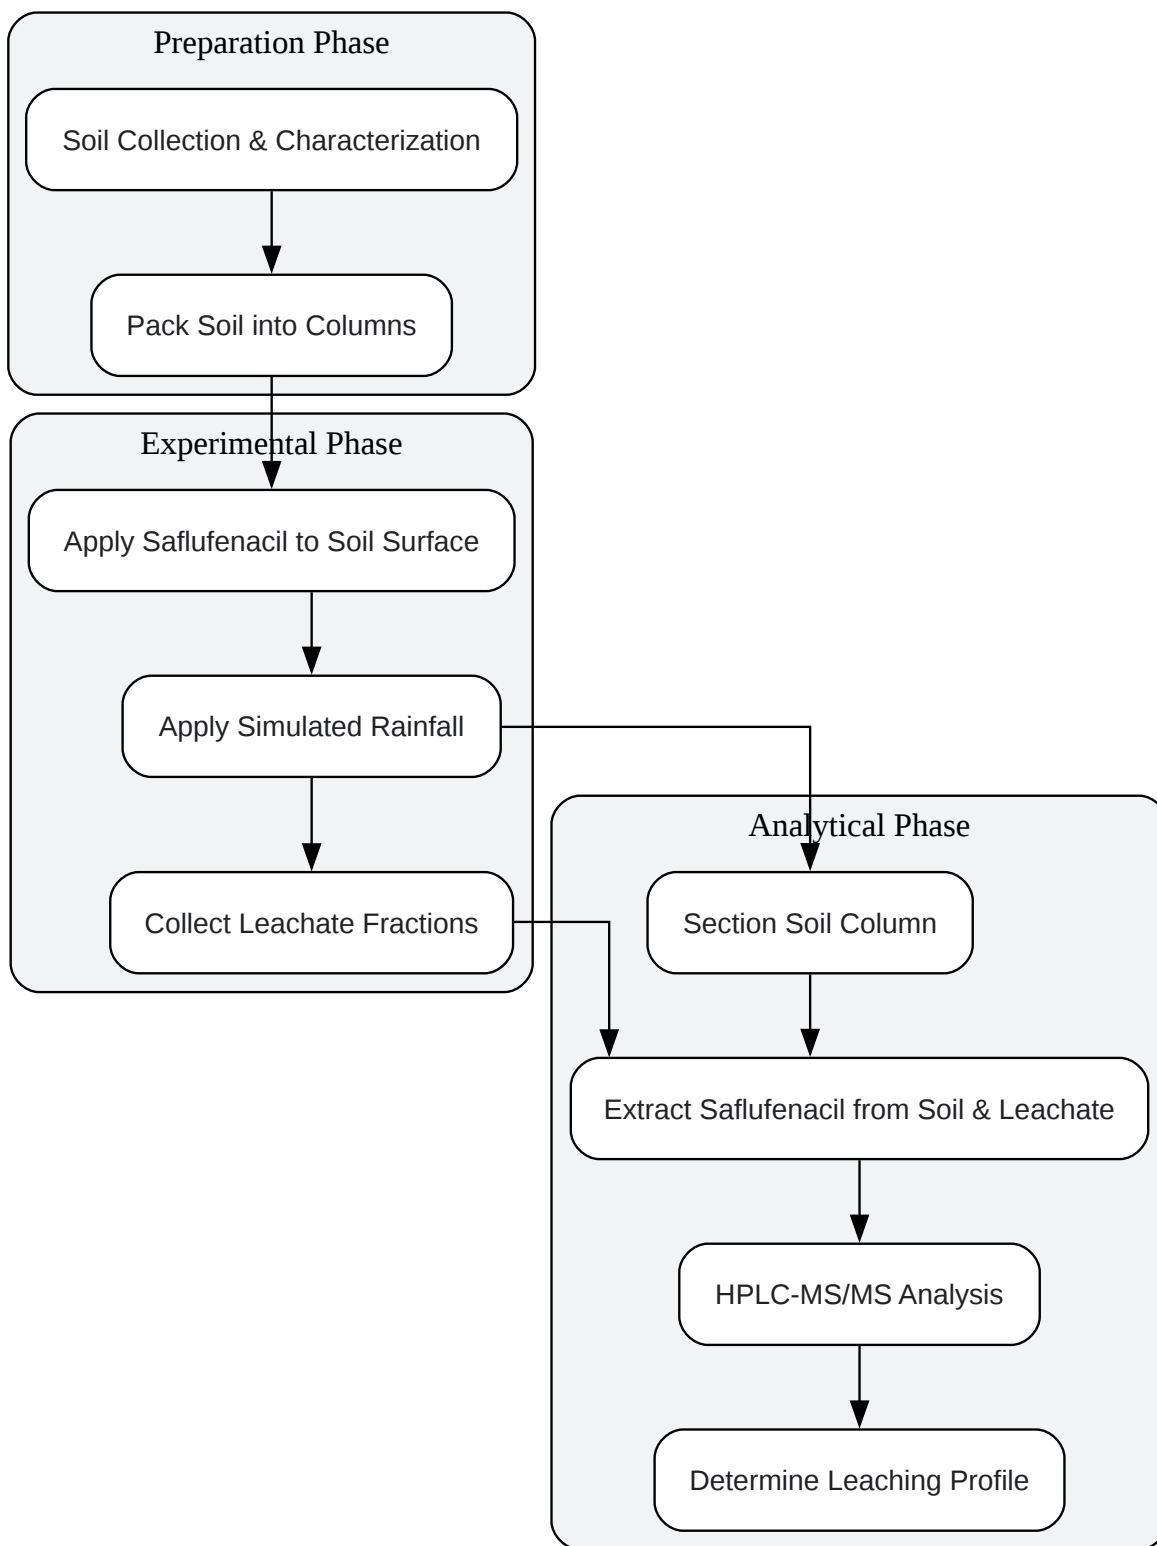 Preparation Phase
Soil Collection & Characterization
Pack Soil into Columns
Experimental Phase
Apply Saflufenacil to Soil Surface
Apply Simulated Rainfall
Collect Leachate Fractions
Analytical Phase
Section Soil Column
Extract Saflufenacil from Soil & Leachate
HPLC-MS/MS Analysis
Determine Leaching Profile